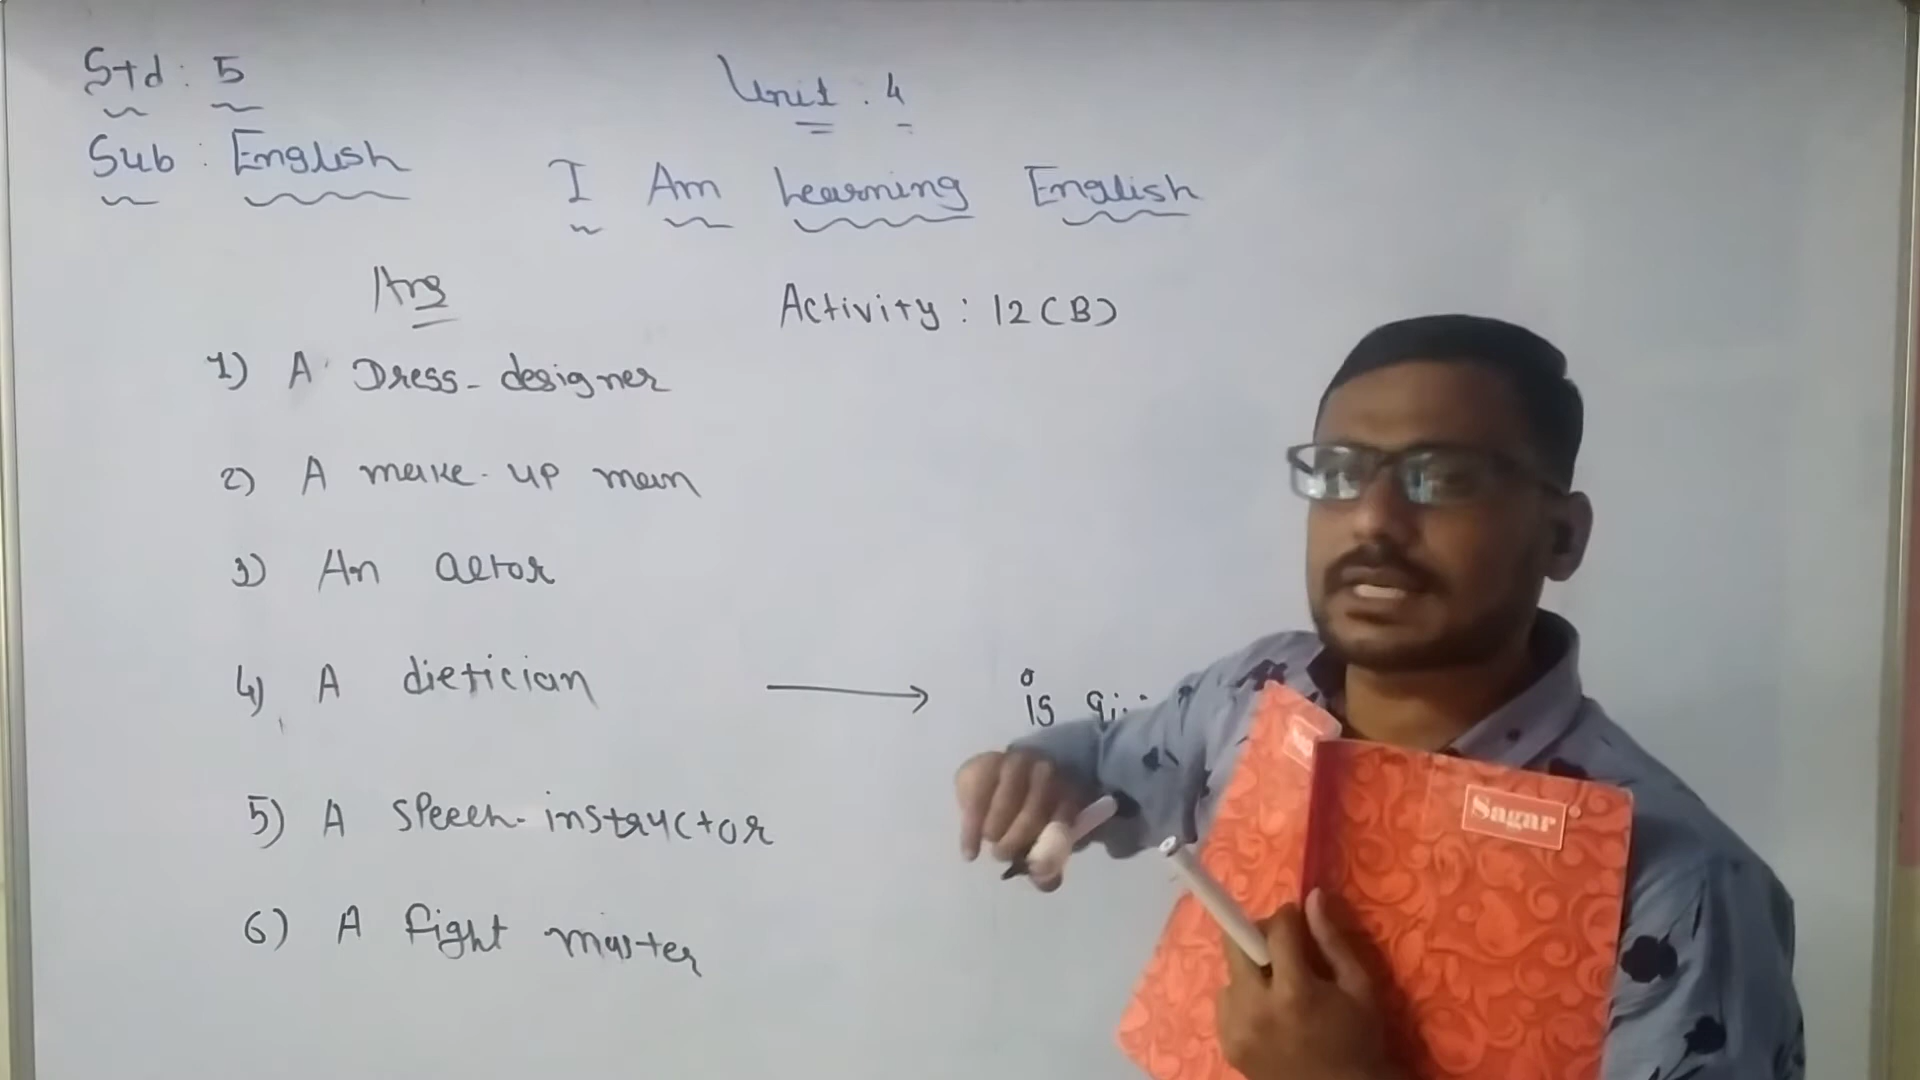 Std : 5
Unit : 4
Sub : English
I Am Learning English
Ans
Activity : 12 (B)
1) A Dress-designer
2) A make-up man
3) An actor
4) A dietician → is
5) A speech-instructor
6) A fight master
Sagar